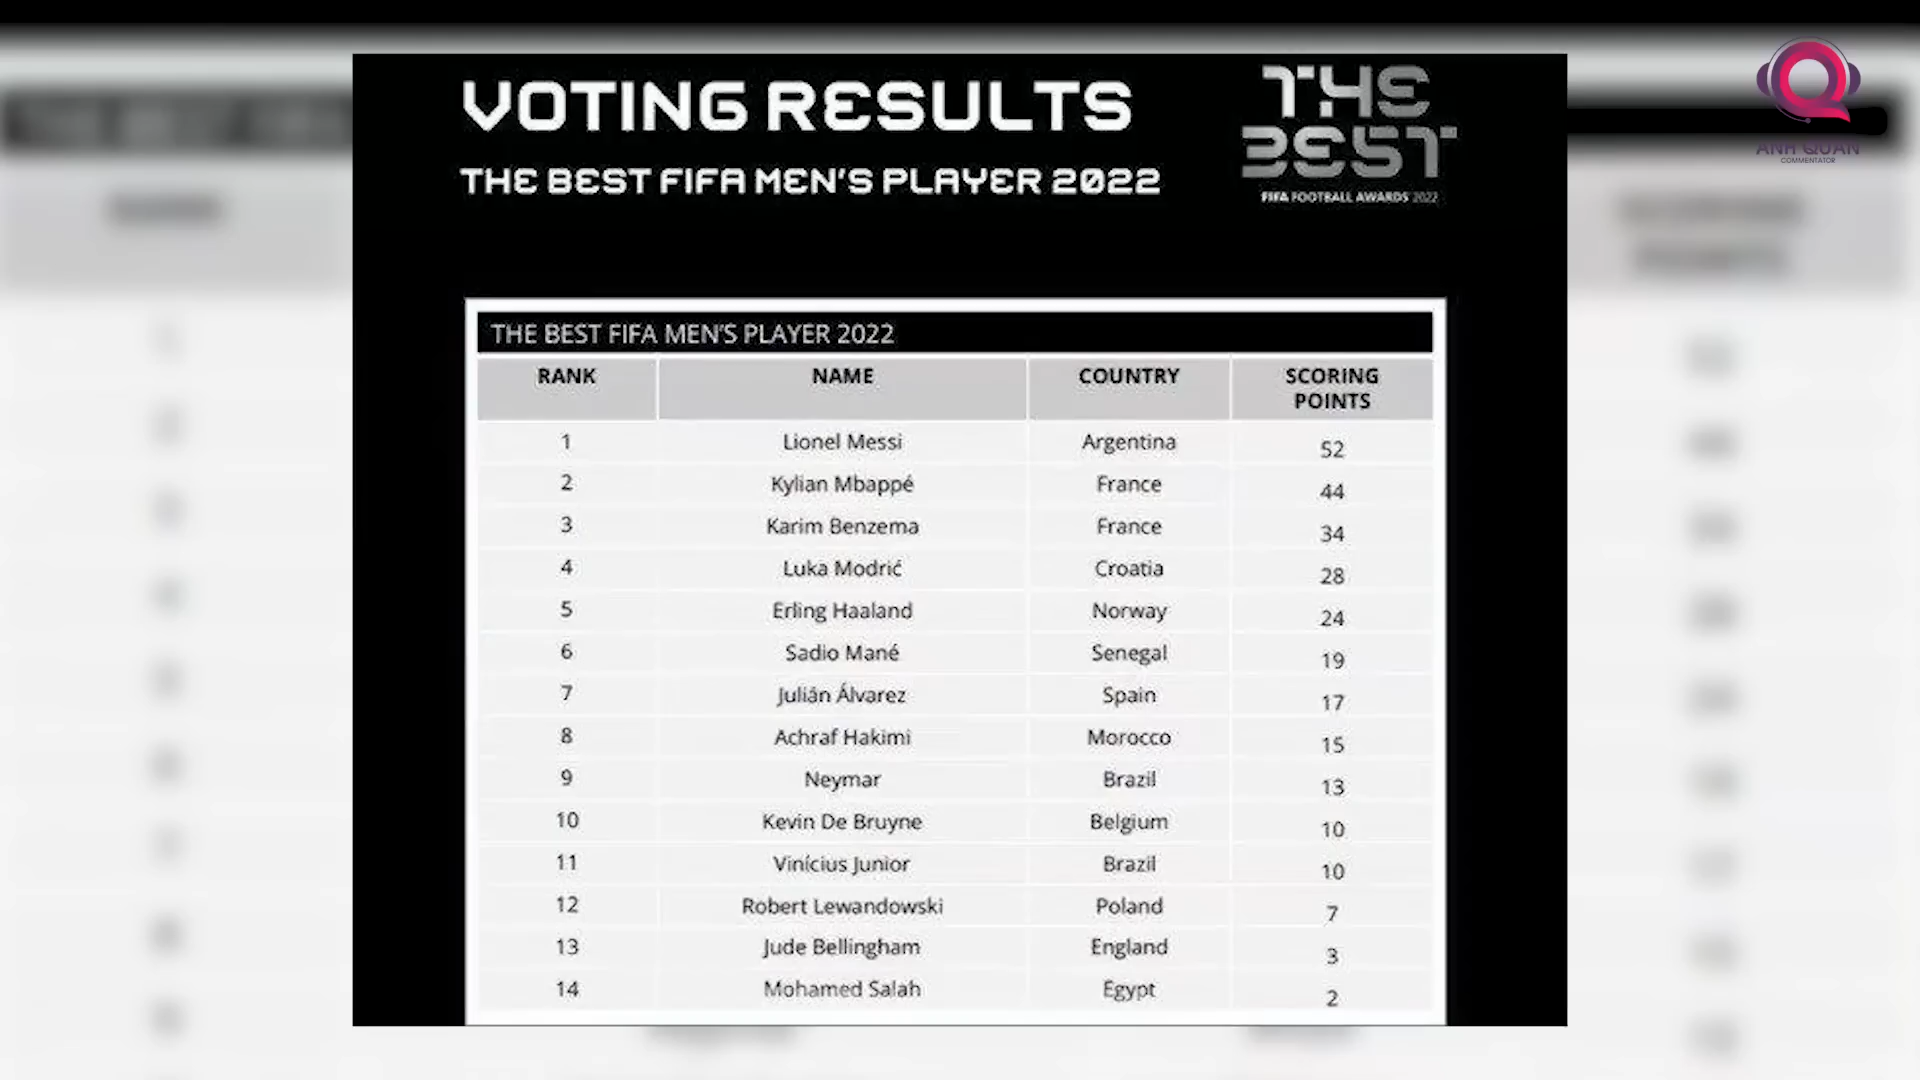 VOTING RESULTS
THE BEST FIFA MEN'S PLAYER 2022
THE
BEST
FIFA FOOTBALL AWARDS 2022
ANH QUAN
COMMENTATOR
THE BEST FIFA MEN'S PLAYER 2022
RANK NAME COUNTRY SCORING POINTS
1 Lionel Messi Argentina 52
2 Kylian Mbappé France 44
3 Karim Benzema France 34
4 Luka Modrić Croatia 28
5 Erling Haaland Norway 24
6 Sadio Mané Senegal 19
7 Julián Álvarez Spain 17
8 Achraf Hakimi Morocco 15
9 Neymar Brazil 13
10 Kevin De Bruyne Belgium 10
11 Vinícius Junior Brazil 10
12 Robert Lewandowski Poland 7
13 Jude Bellingham England 3
14 Mohamed Salah Egypt 2